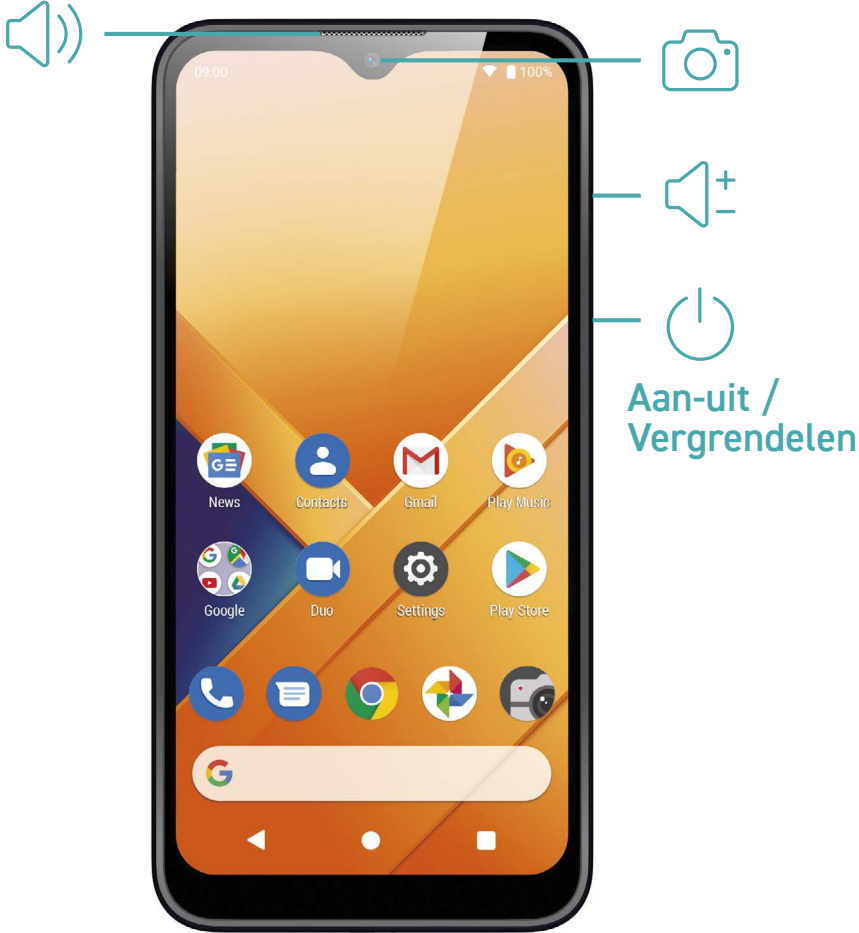 09:00
100%
Aan-uit /
Vergrendelen
News
Contacts
Gmail
Play Music
Google
Duo
Settings
Play Store